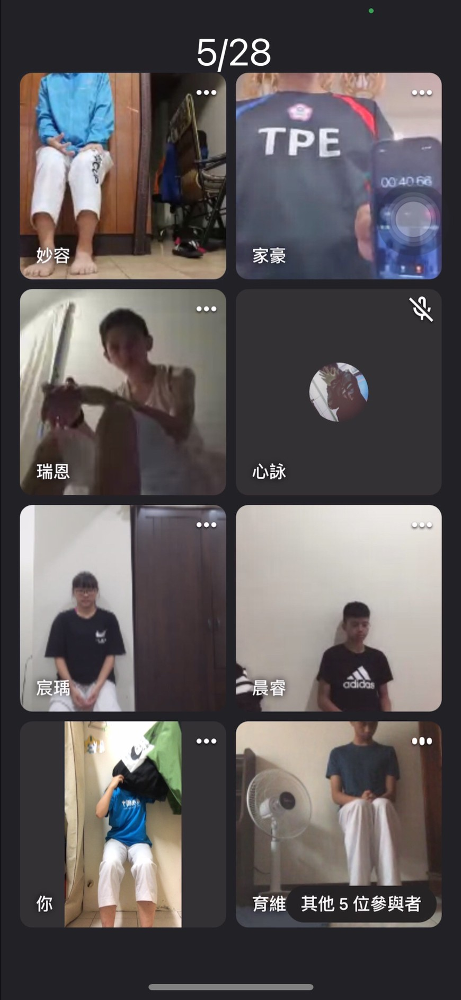 5/28
TPE
00:40.66
妙容
家豪
瑞恩
心詠
宸瑀
晨睿
adidas
你
育維
其他 5 位參與者